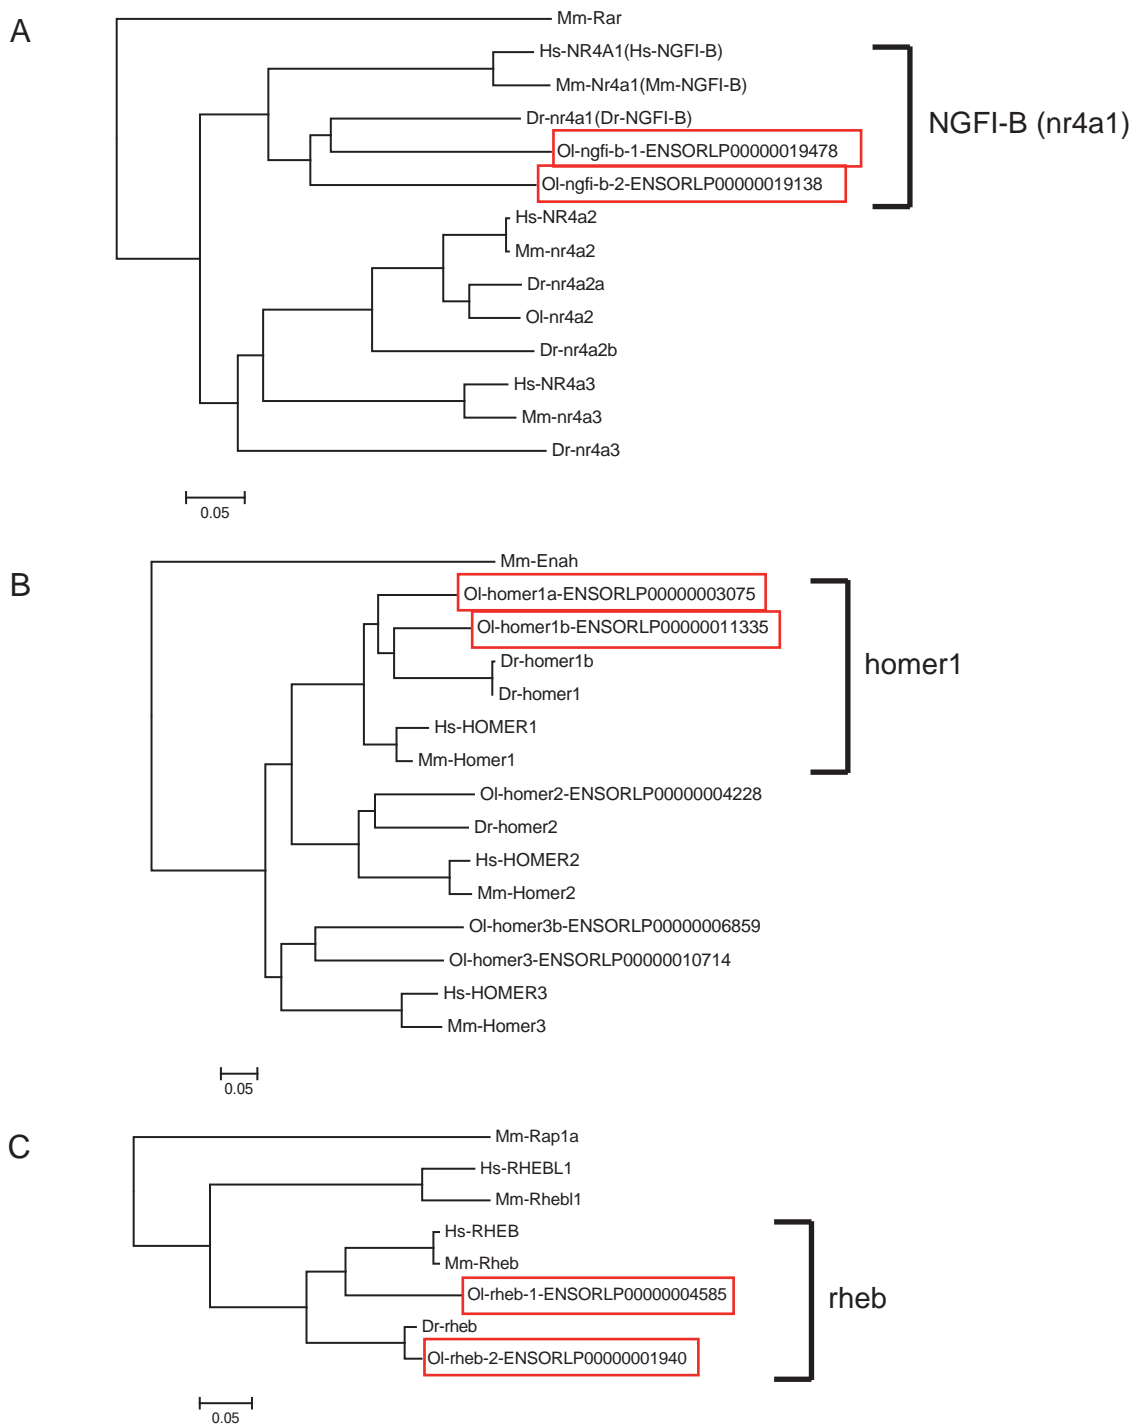 A
Mm-Rar
Hs-NR4A1(Hs-NGFI-B)
Mm-Nr4a1(Mm-NGFI-B)
Dr-nr4a1(Dr-NGFI-B)
Ol-ngfi-b-1-ENSORLP00000019478
Ol-ngfi-b-2-ENSORLP00000019138
NGFI-B (nr4a1)
Hs-NR4a2
Mm-nr4a2
Dr-nr4a2a
Ol-nr4a2
Dr-nr4a2b
Hs-NR4a3
Mm-nr4a3
Dr-nr4a3
0.05
B
Mm-Enah
Ol-homer1a-ENSORLP00000003075
Ol-homer1b-ENSORLP00000011335
Dr-homer1b
Dr-homer1
homer1
Hs-HOMER1
Mm-Homer1
Ol-homer2-ENSORLP00000004228
Dr-homer2
Hs-HOMER2
Mm-Homer2
Ol-homer3b-ENSORLP00000006859
Ol-homer3-ENSORLP00000010714
Hs-HOMER3
Mm-Homer3
0.05
C
Mm-Rap1a
Hs-RHEBL1
Mm-Rhebl1
Hs-RHEB
Mm-Rheb
Ol-rheb-1-ENSORLP00000004585
rheb
Dr-rheb
Ol-rheb-2-ENSORLP00000001940
0.05